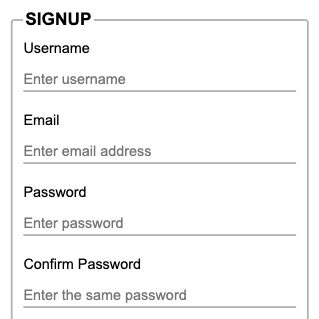 SIGNUP
Username
Enter username
Email
Enter email address
Password
Enter password
Confirm Password
Enter the same password